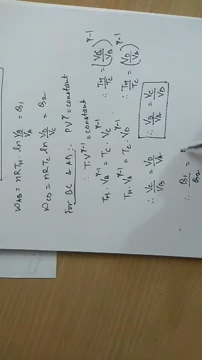 W_AB = nRT_H . ln V_B/V_A = Q_1
W_CD = nRT_C . ln V_D/V_C = Q_2
For BC & AD: PV^γ = constant
∴ T.V^γ-1 = constant
T_H . V_B^γ-1 = T_C . V_C^γ-1 ∴ T_H/T_C = (V_C/V_B)^γ-1
T_H . V_A^γ-1 = T_C . V_D^γ-1 ∴ T_H/T_C = (V_D/V_A)^γ-1
∴ V_C/V_B = V_D/V_A ∴ V_B/V_A = V_C/V_D
∴ Q_1/Q_2 =